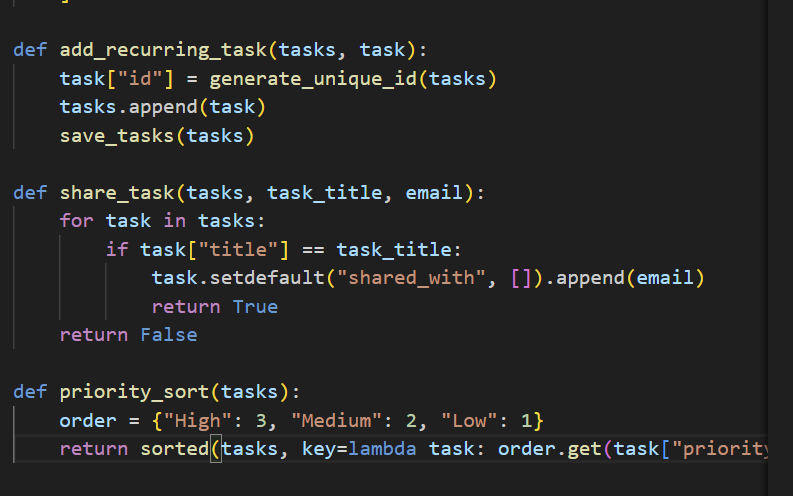 def add_recurring_task(tasks, task):
    task["id"] = generate_unique_id(tasks)
    tasks.append(task)
    save_tasks(tasks)
def share_task(tasks, task_title, email):
    for task in tasks:
        if task["title"] == task_title:
            task.setdefault("shared_with", []).append(email)
            return True
    return False
def priority_sort(tasks):
    order = {"High": 3, "Medium": 2, "Low": 1}
    return sorted(tasks, key=lambda task: order.get(task["priority